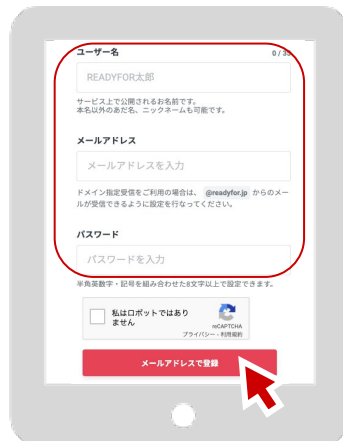 ユーザー名 0 / 35
READYFOR太郎
サービス上で公開されるお名前です。
本名以外のあだ名、ニックネームも可能です。
メールアドレス
メールアドレスを入力
ドメイン指定受信をご利用の場合は、 @readyfor.jp からのメー
ルが受信できるように設定を行なってください。
パスワード
パスワードを入力
半角英数字・記号を組み合わせた8文字以上で設定できます。
私はロボットではあり
ません
reCAPTCHA
プライバシー - 利用規約
メールアドレスで登録